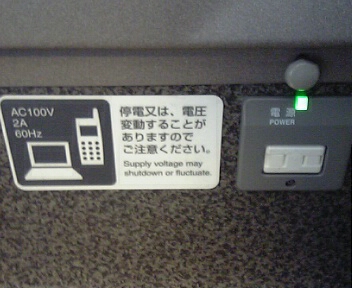 AC100V
2A
60Hz
停電又は、電圧
変動することが
ありますので
ご注意ください。
Supply voltage may
shutdown or fluctuate.
電 源
POWER